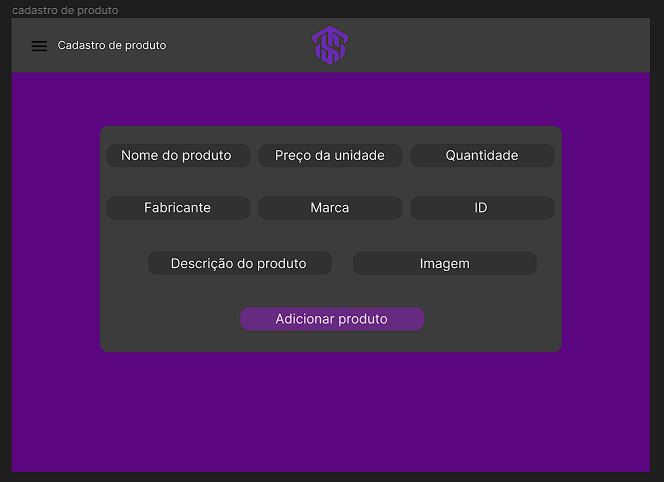 cadastro de produto
Cadastro de produto
Nome do produto
Preço da unidade
Quantidade
Fabricante
Marca
ID
Descrição do produto
Imagem
Adicionar produto